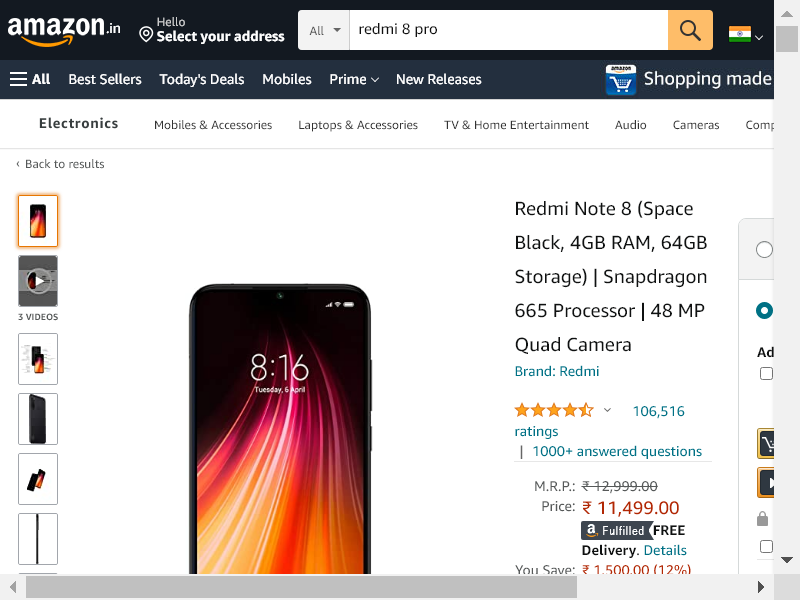 amazon.in
Hello
Select your address
All
redmi 8 pro
All
Best Sellers
Today's Deals
Mobiles
Prime
New Releases
amazon
Shopping made
Electronics
Mobiles & Accessories
Laptops & Accessories
TV & Home Entertainment
Audio
Cameras
Comp
‹ Back to results
3 VIDEOS
8:16
Tuesday, 6 April
Redmi Note 8 (Space
Black, 4GB RAM, 64GB
Storage) | Snapdragon
665 Processor | 48 MP
Quad Camera
Brand: Redmi
106,516
ratings
| 1000+ answered questions
M.R.P.: ₹ 12,999.00
Price: ₹ 11,499.00
a Fulfilled FREE
Delivery. Details
You Save: ₹ 1,500.00 (12%)
Ad